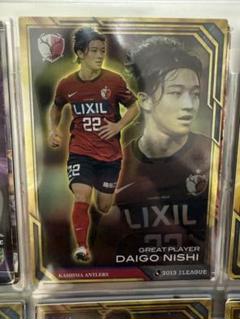 LIXIL
22
LIXIL
GREAT PLAYER
DAIGO NISHI
KASHIMA ANTLERS
2013 J.LEAGUE